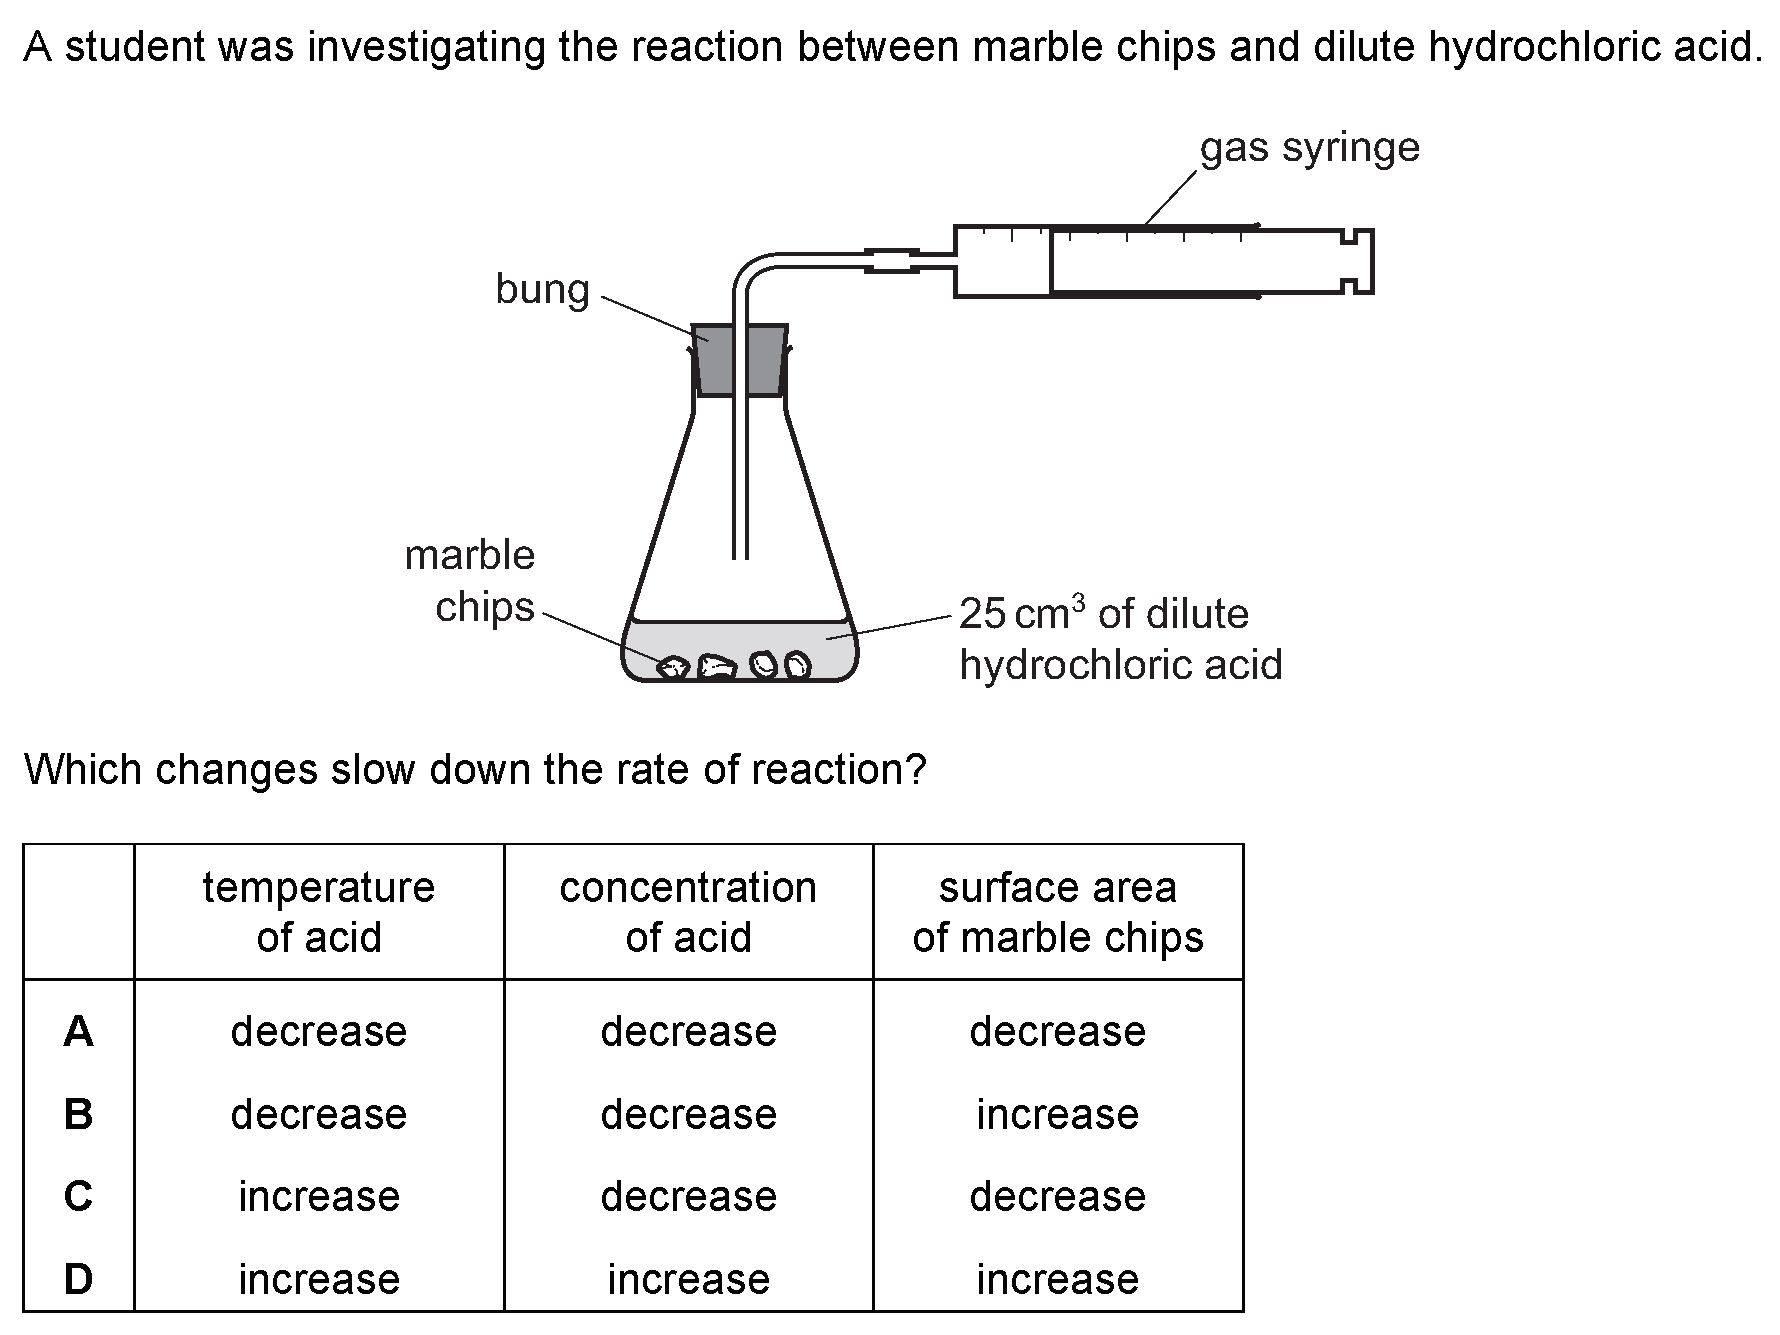 A student was investigating the reaction between marble chips and dilute hydrochloric acid.
gas syringe
bung
marble
chips
25 cm³ of dilute
hydrochloric acid
Which changes slow down the rate of reaction?
temperature of acid concentration of acid surface area of marble chips
A decrease decrease decrease
B decrease decrease increase
C increase decrease decrease
D increase increase increase